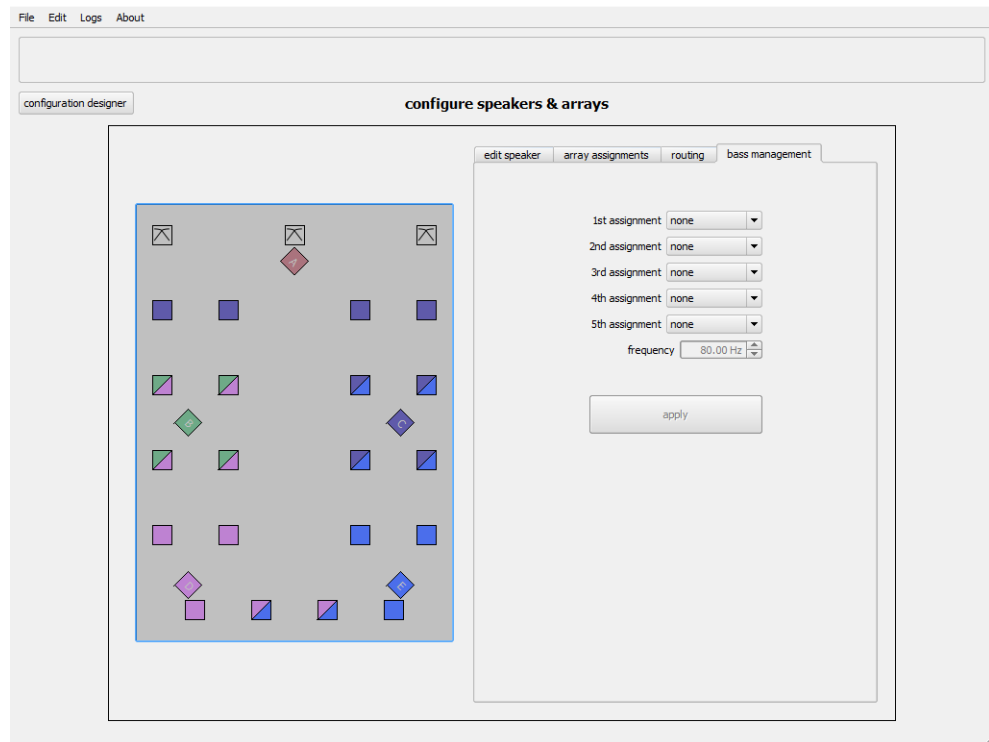 File Edit Logs About
configuration designer
configure speakers & arrays
edit speaker array assignments routing bass management
1st assignment none
2nd assignment none
3rd assignment none
4th assignment none
5th assignment none
frequency 80.00 Hz
apply
A
B C
D E